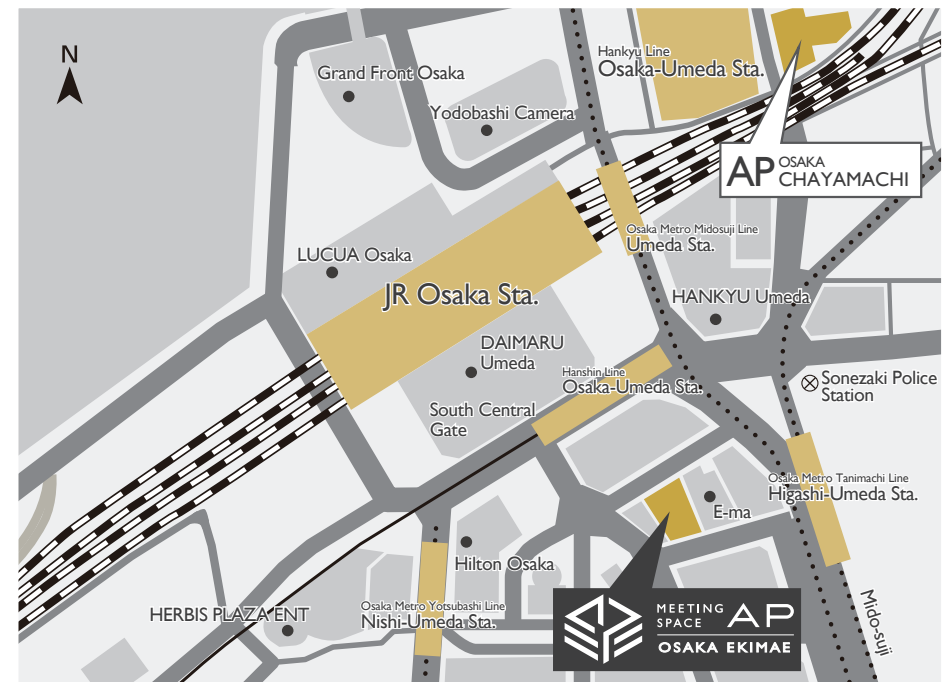 N
Grand Front Osaka
Yodobashi Camera
Hankyu Line
Osaka-Umeda Sta.
AP OSAKA
CHAYAMACHI
LUCUA Osaka
Osaka Metro Midosuji Line
Umeda Sta.
JR Osaka Sta.
HANKYU Umeda
DAIMARU
Umeda
Hanshin Line
Osaka-Umeda Sta.
Sonezaki Police
Station
South Central
Gate
Osaka Metro Tanimachi Line
Higashi-Umeda Sta.
E-ma
Hilton Osaka
HERBIS PLAZA ENT
Osaka Metro Yotsubashi Line
Nishi-Umeda Sta.
MEETING
SPACE AP
OSAKA EKIMAE
Mido-suji